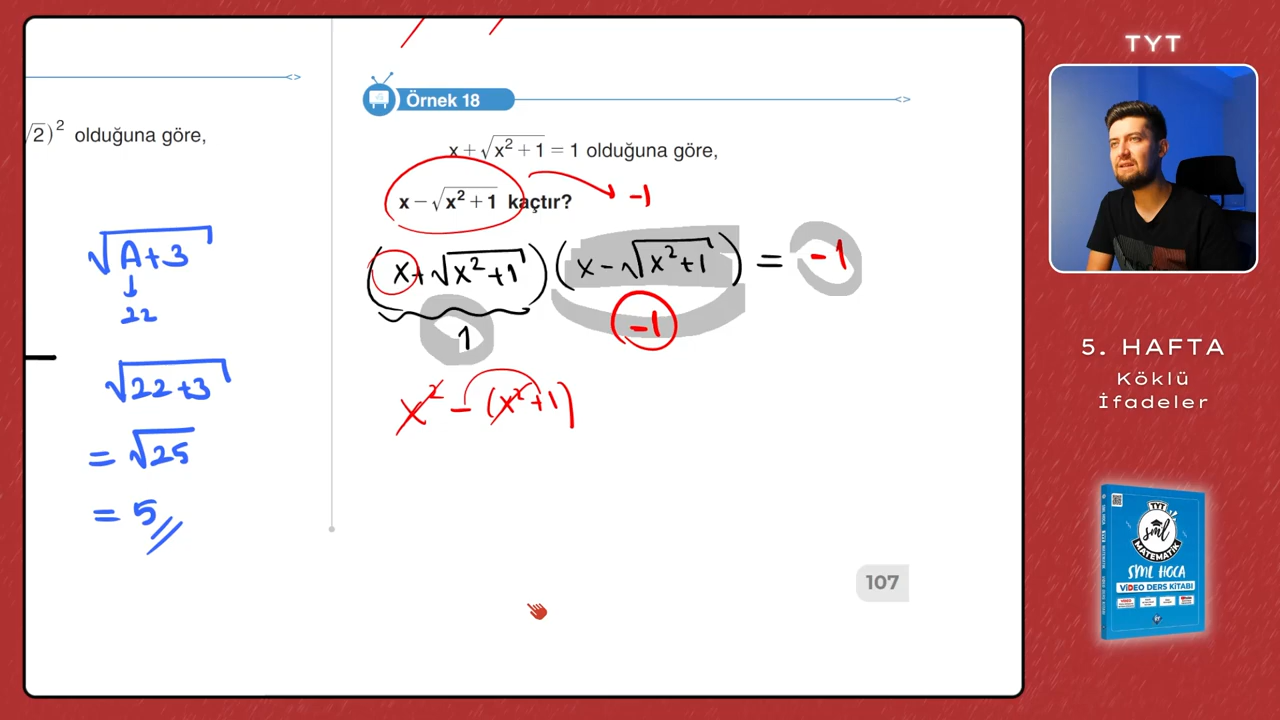 √2)² olduğuna göre,
√A+3
↓
22
√22+3
= √25
= 5
Örnek 18
x + √x² + 1 = 1 olduğuna göre,
x − √x² + 1 kaçtır? → -1
(x + √x²+1) (x − √x²+1) = -1
1
-1
x² − (x²+1)
107
TYT
5. HAFTA
Köklü
İfadeler
TYT
sml
MATEMATİK
SML HOCA
VİDEO DERS KİTABI